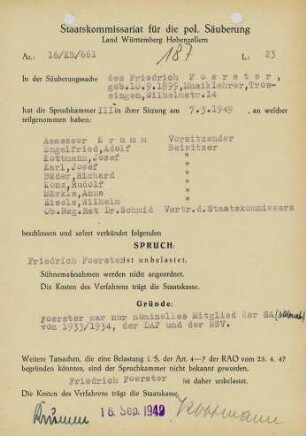 Staatskommissariat für die pol. Säuberung
Land Württemberg Hohenzollern
Az.: 16/KB/661 187 L.: 23
In der Säuberungssache des Friedrich Foerster,
geb.10.9.1899,Musiklehrer,Tros-
singen,Wilhelmstr.14
hat die Spruchkammer III in ihrer Sitzung am 7.3.1949 , an welcher
teilgenommen haben:
Assessor Krumm Vorsitzender
Engelfried,Adolf Beisitzer
Kottmann,Josef "
Karl,Josef "
Bäder,Richard "
Konz,Rudolf "
Märkle,Anna "
Eisele,Wilhelm "
Ob.Reg.Rat Dr.Schmid Vertr.d.Staatskommissars
beschlossen und sofort verkündet folgenden
SPRUCH:
Friedrich Foerster ist unbelastet.
Sühnemaßnahmen werden nicht angeordnet.
Die Kosten des Verfahrens trägt die Staatskasse.
Gründe:
Foerster war nur nominelles Mitglied der SA
von 1933/1934, der DAF und der NSV.
Weitere Tatsachen, die eine Belastung i. S. der Art. 4—7 der RAO vom 25. 4. 47
begründen könnten, sind der Spruchkammer nicht bekannt geworden.
Friedrich Foerster ist daher unbelastet.
Die Kosten des Verfahrens trägt die Staatskasse.
Krumm 16. Sep. 1949 Kottmann